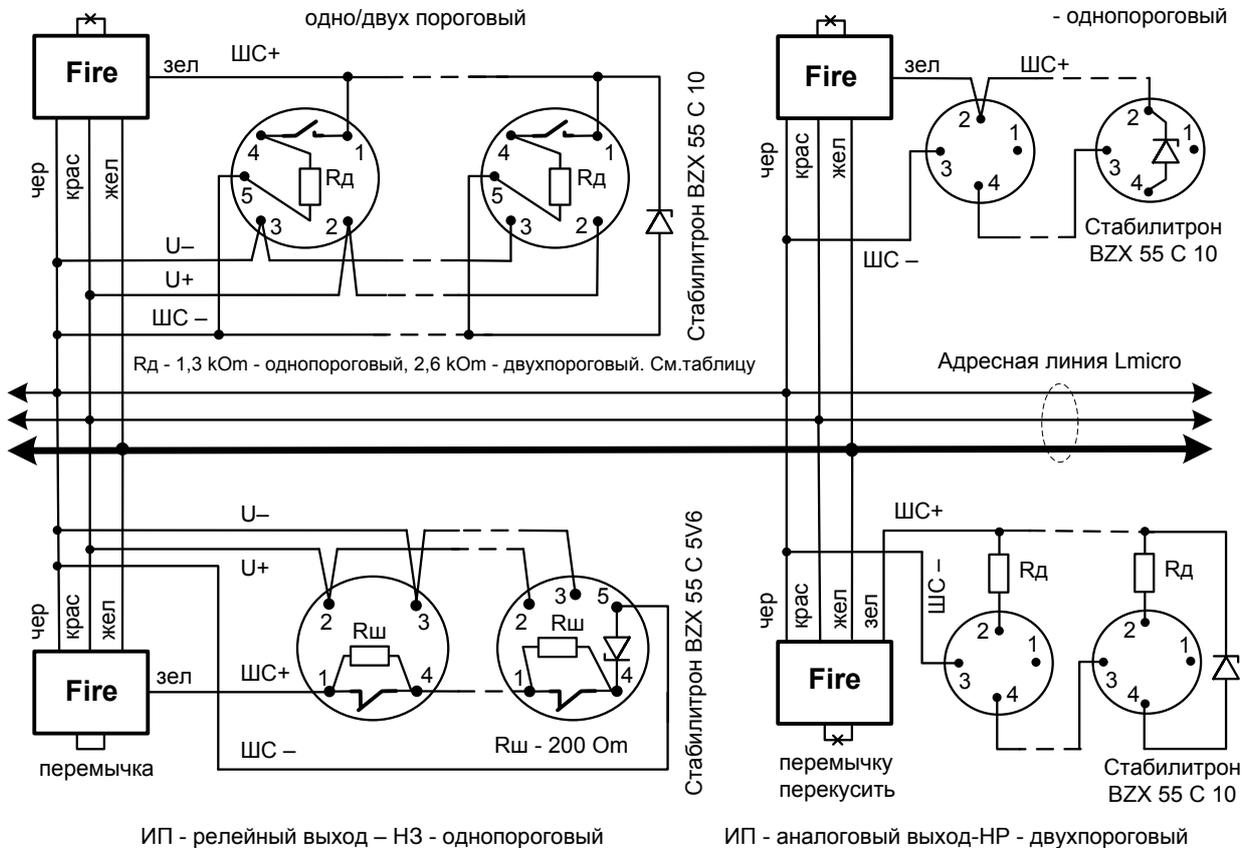 одно/двух пороговый
- однопороговый
Fire
зел
ШС+
чер
крас
жел
4
1
5
Rд
3
2
4
1
5
Rд
3
2
U–
U+
ШС –
Стабилитрон BZX 55 C 10
Fire
зел
ШС+
чер
крас
жел
2
1
3
4
2
1
3
4
ШС –
Стабилитрон
BZX 55 C 10
Rд - 1,3 kOm - однопороговый, 2,6 kOm - двухпороговый. См.таблицу
Адресная линия Lmicro
U–
U+
чер
крас
жел
Fire
зел
перемычка
ШС+
ШС –
2
3
Rш
1
4
2
3
5
Rш
1
4
Rш - 200 Om
Стабилитрон BZX 55 C 5V6
ШС+
ШС –
чер
крас
жел
зел
Fire
перемычку
перекусить
Rд
2
1
3
4
Rд
2
1
3
4
Стабилитрон
BZX 55 C 10
ИП - релейный выход – НЗ - однопороговый
ИП - аналоговый выход-НР - двухпороговый